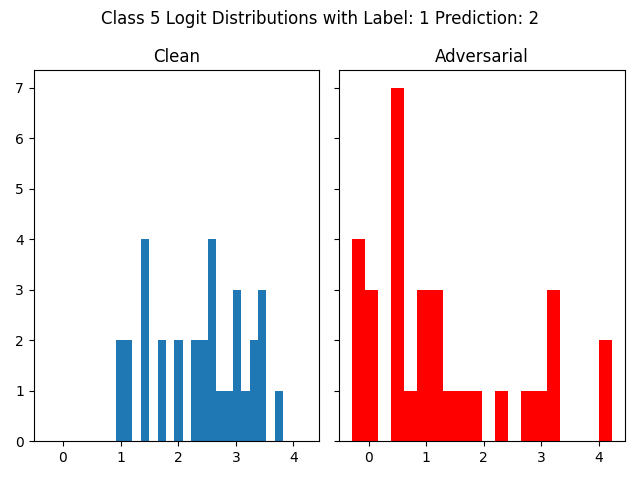 Class 5 Logit Distributions with Label: 1 Prediction: 2
Clean
Adversarial
7
6
5
4
3
2
1
0
0 1 2 3 4
0 1 2 3 4